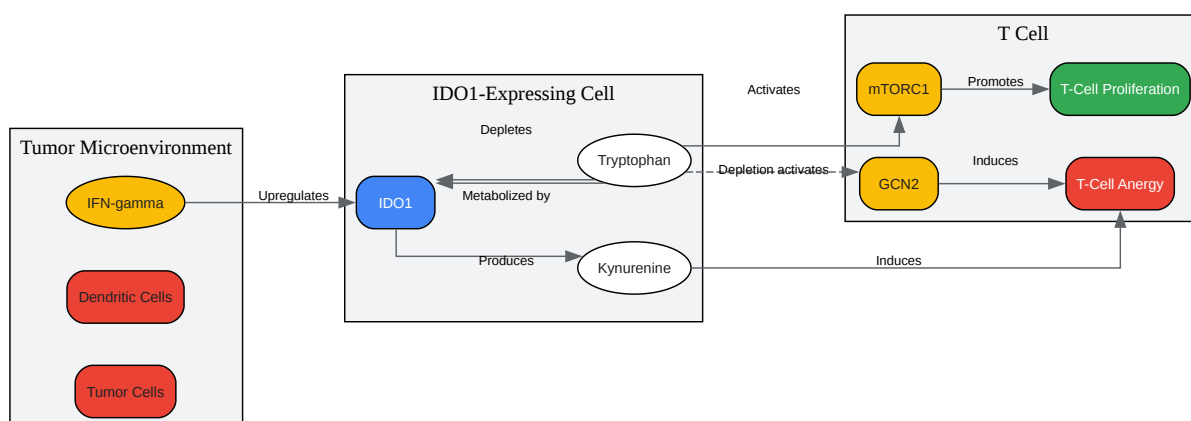 T Cell
mTORC1
Promotes
T-Cell Proliferation
Activates
IDO1-Expressing Cell
Depletes
Tumor Microenvironment
Tryptophan
Depletion activates
GCN2
Induces
T-Cell Anergy
IFN-gamma
Upregulates
IDO1
Metabolized by
Produces
Kynurenine
Induces
Dendritic Cells
Tumor Cells